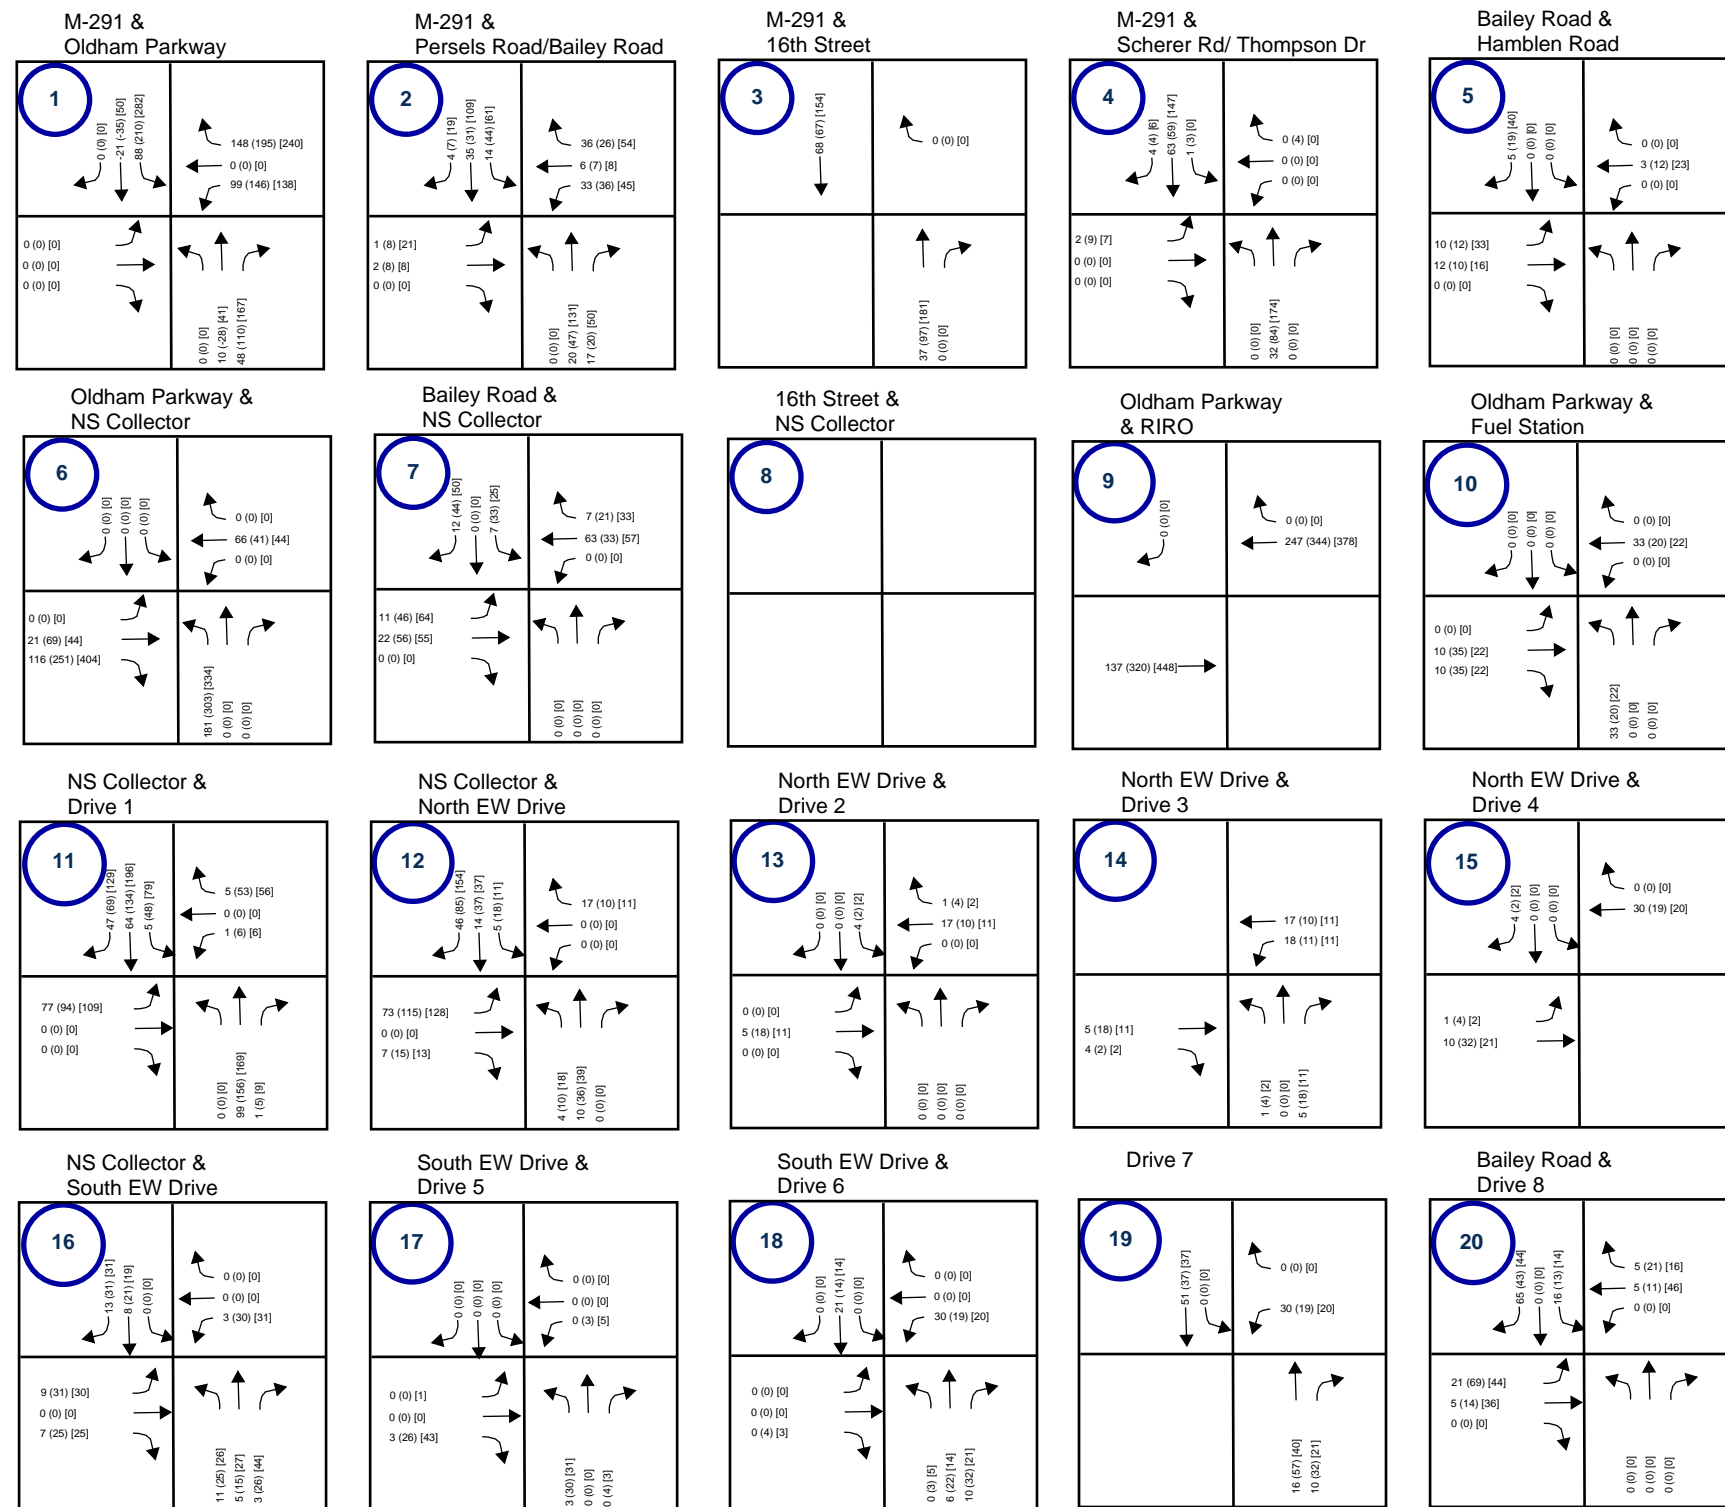 M-291 &
Oldham Parkway
1
0 (0) [0]
-21 (-35) [50]
88 (210) [282]
148 (195) [240]
0 (0) [0]
99 (146) [138]
0 (0) [0]
0 (0) [0]
0 (0) [0]
0 (0) [0]
10 (-28) [41]
48 (110) [167]
M-291 &
Persels Road/Bailey Road
2
4 (7) [19]
35 (31) [109]
14 (44) [61]
36 (26) [54]
6 (7) [8]
33 (36) [45]
1 (8) [21]
2 (8) [8]
0 (0) [0]
0 (0) [0]
20 (47) [131]
17 (20) [50]
M-291 &
16th Street
3
68 (67) [154]
0 (0) [0]
37 (97) [181]
0 (0) [0]
M-291 &
Scherer Rd/ Thompson Dr
4
4 (4) [6]
63 (59) [147]
1 (3) [0]
0 (4) [0]
0 (0) [0]
0 (0) [0]
2 (9) [7]
0 (0) [0]
0 (0) [0]
0 (0) [0]
32 (84) [174]
0 (0) [0]
Bailey Road &
Hamblen Road
5
5 (19) [40]
0 (0) [0]
0 (0) [0]
0 (0) [0]
3 (12) [23]
0 (0) [0]
10 (12) [33]
12 (10) [16]
0 (0) [0]
0 (0) [0]
0 (0) [0]
0 (0) [0]
Oldham Parkway &
NS Collector
6
0 (0) [0]
0 (0) [0]
0 (0) [0]
0 (0) [0]
66 (41) [44]
0 (0) [0]
0 (0) [0]
21 (69) [44]
116 (251) [404]
181 (303) [334]
0 (0) [0]
0 (0) [0]
Bailey Road &
NS Collector
7
12 (44) [50]
0 (0) [0]
7 (33) [25]
7 (21) [33]
63 (33) [57]
0 (0) [0]
11 (46) [64]
22 (56) [55]
0 (0) [0]
0 (0) [0]
0 (0) [0]
0 (0) [0]
16th Street &
NS Collector
8
Oldham Parkway
& RIRO
9
0 (0) [0]
0 (0) [0]
247 (344) [378]
137 (320) [448]
Oldham Parkway &
Fuel Station
10
0 (0) [0]
0 (0) [0]
0 (0) [0]
0 (0) [0]
33 (20) [22]
0 (0) [0]
0 (0) [0]
10 (35) [22]
10 (35) [22]
33 (20) [22]
0 (0) [0]
0 (0) [0]
NS Collector &
Drive 1
11
47 (69) [129]
64 (134) [196]
5 (48) [79]
5 (53) [56]
0 (0) [0]
1 (6) [6]
77 (94) [109]
0 (0) [0]
0 (0) [0]
0 (0) [0]
99 (156) [169]
1 (5) [9]
NS Collector &
North EW Drive
12
46 (85) [154]
14 (37) [37]
5 (18) [11]
17 (10) [11]
0 (0) [0]
0 (0) [0]
73 (115) [128]
0 (0) [0]
7 (15) [13]
4 (10) [18]
10 (36) [39]
0 (0) [0]
North EW Drive &
Drive 2
13
0 (0) [0]
0 (0) [0]
4 (2) [2]
1 (4) [2]
17 (10) [11]
0 (0) [0]
0 (0) [0]
5 (18) [11]
0 (0) [0]
0 (0) [0]
0 (0) [0]
0 (0) [0]
North EW Drive &
Drive 3
14
17 (10) [11]
18 (11) [11]
5 (18) [11]
4 (2) [2]
1 (4) [2]
0 (0) [0]
5 (18) [11]
North EW Drive &
Drive 4
15
4 (2) [2]
0 (0) [0]
0 (0) [0]
0 (0) [0]
30 (19) [20]
1 (4) [2]
10 (32) [21]
NS Collector &
South EW Drive
16
13 (31) [31]
8 (21) [19]
0 (0) [0]
0 (0) [0]
0 (0) [0]
3 (30) [31]
9 (31) [30]
0 (0) [0]
7 (25) [25]
11 (25) [26]
5 (15) [27]
3 (26) [44]
South EW Drive &
Drive 5
17
0 (0) [0]
0 (0) [0]
0 (0) [0]
0 (0) [0]
0 (0) [0]
0 (3) [5]
0 (0) [1]
0 (0) [0]
3 (26) [43]
3 (30) [31]
0 (0) [0]
0 (4) [3]
South EW Drive &
Drive 6
18
0 (0) [0]
21 (14) [14]
0 (0) [0]
0 (0) [0]
0 (0) [0]
30 (19) [20]
0 (0) [0]
0 (0) [0]
0 (4) [3]
0 (3) [5]
6 (22) [14]
10 (32) [21]
Drive 7
19
51 (37) [37]
0 (0) [0]
0 (0) [0]
30 (19) [20]
16 (57) [40]
10 (32) [21]
Bailey Road &
Drive 8
20
65 (43) [44]
0 (0) [0]
16 (13) [14]
5 (21) [16]
5 (11) [46]
0 (0) [0]
21 (69) [44]
5 (14) [36]
0 (0) [0]
0 (0) [0]
0 (0) [0]
0 (0) [0]